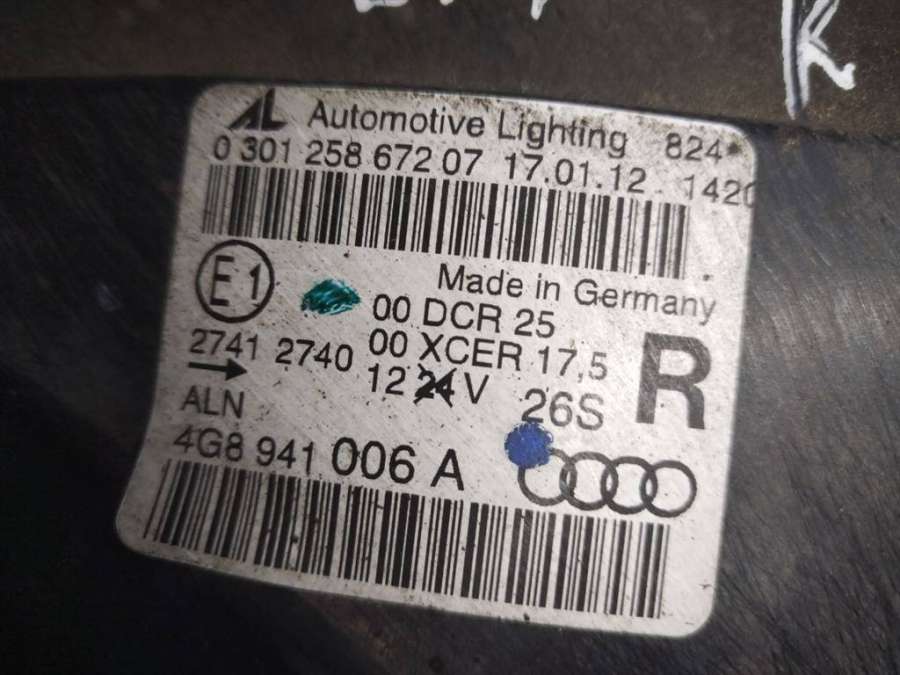 K
AL Automotive Lighting 824*
0 301 258 672 07 17.01.12 1420
E1
Made in Germany
00 DCR 25
2741 2740 00 XCER 17,5
12 24 V
R
ALN
26S
4G8 941 006 A